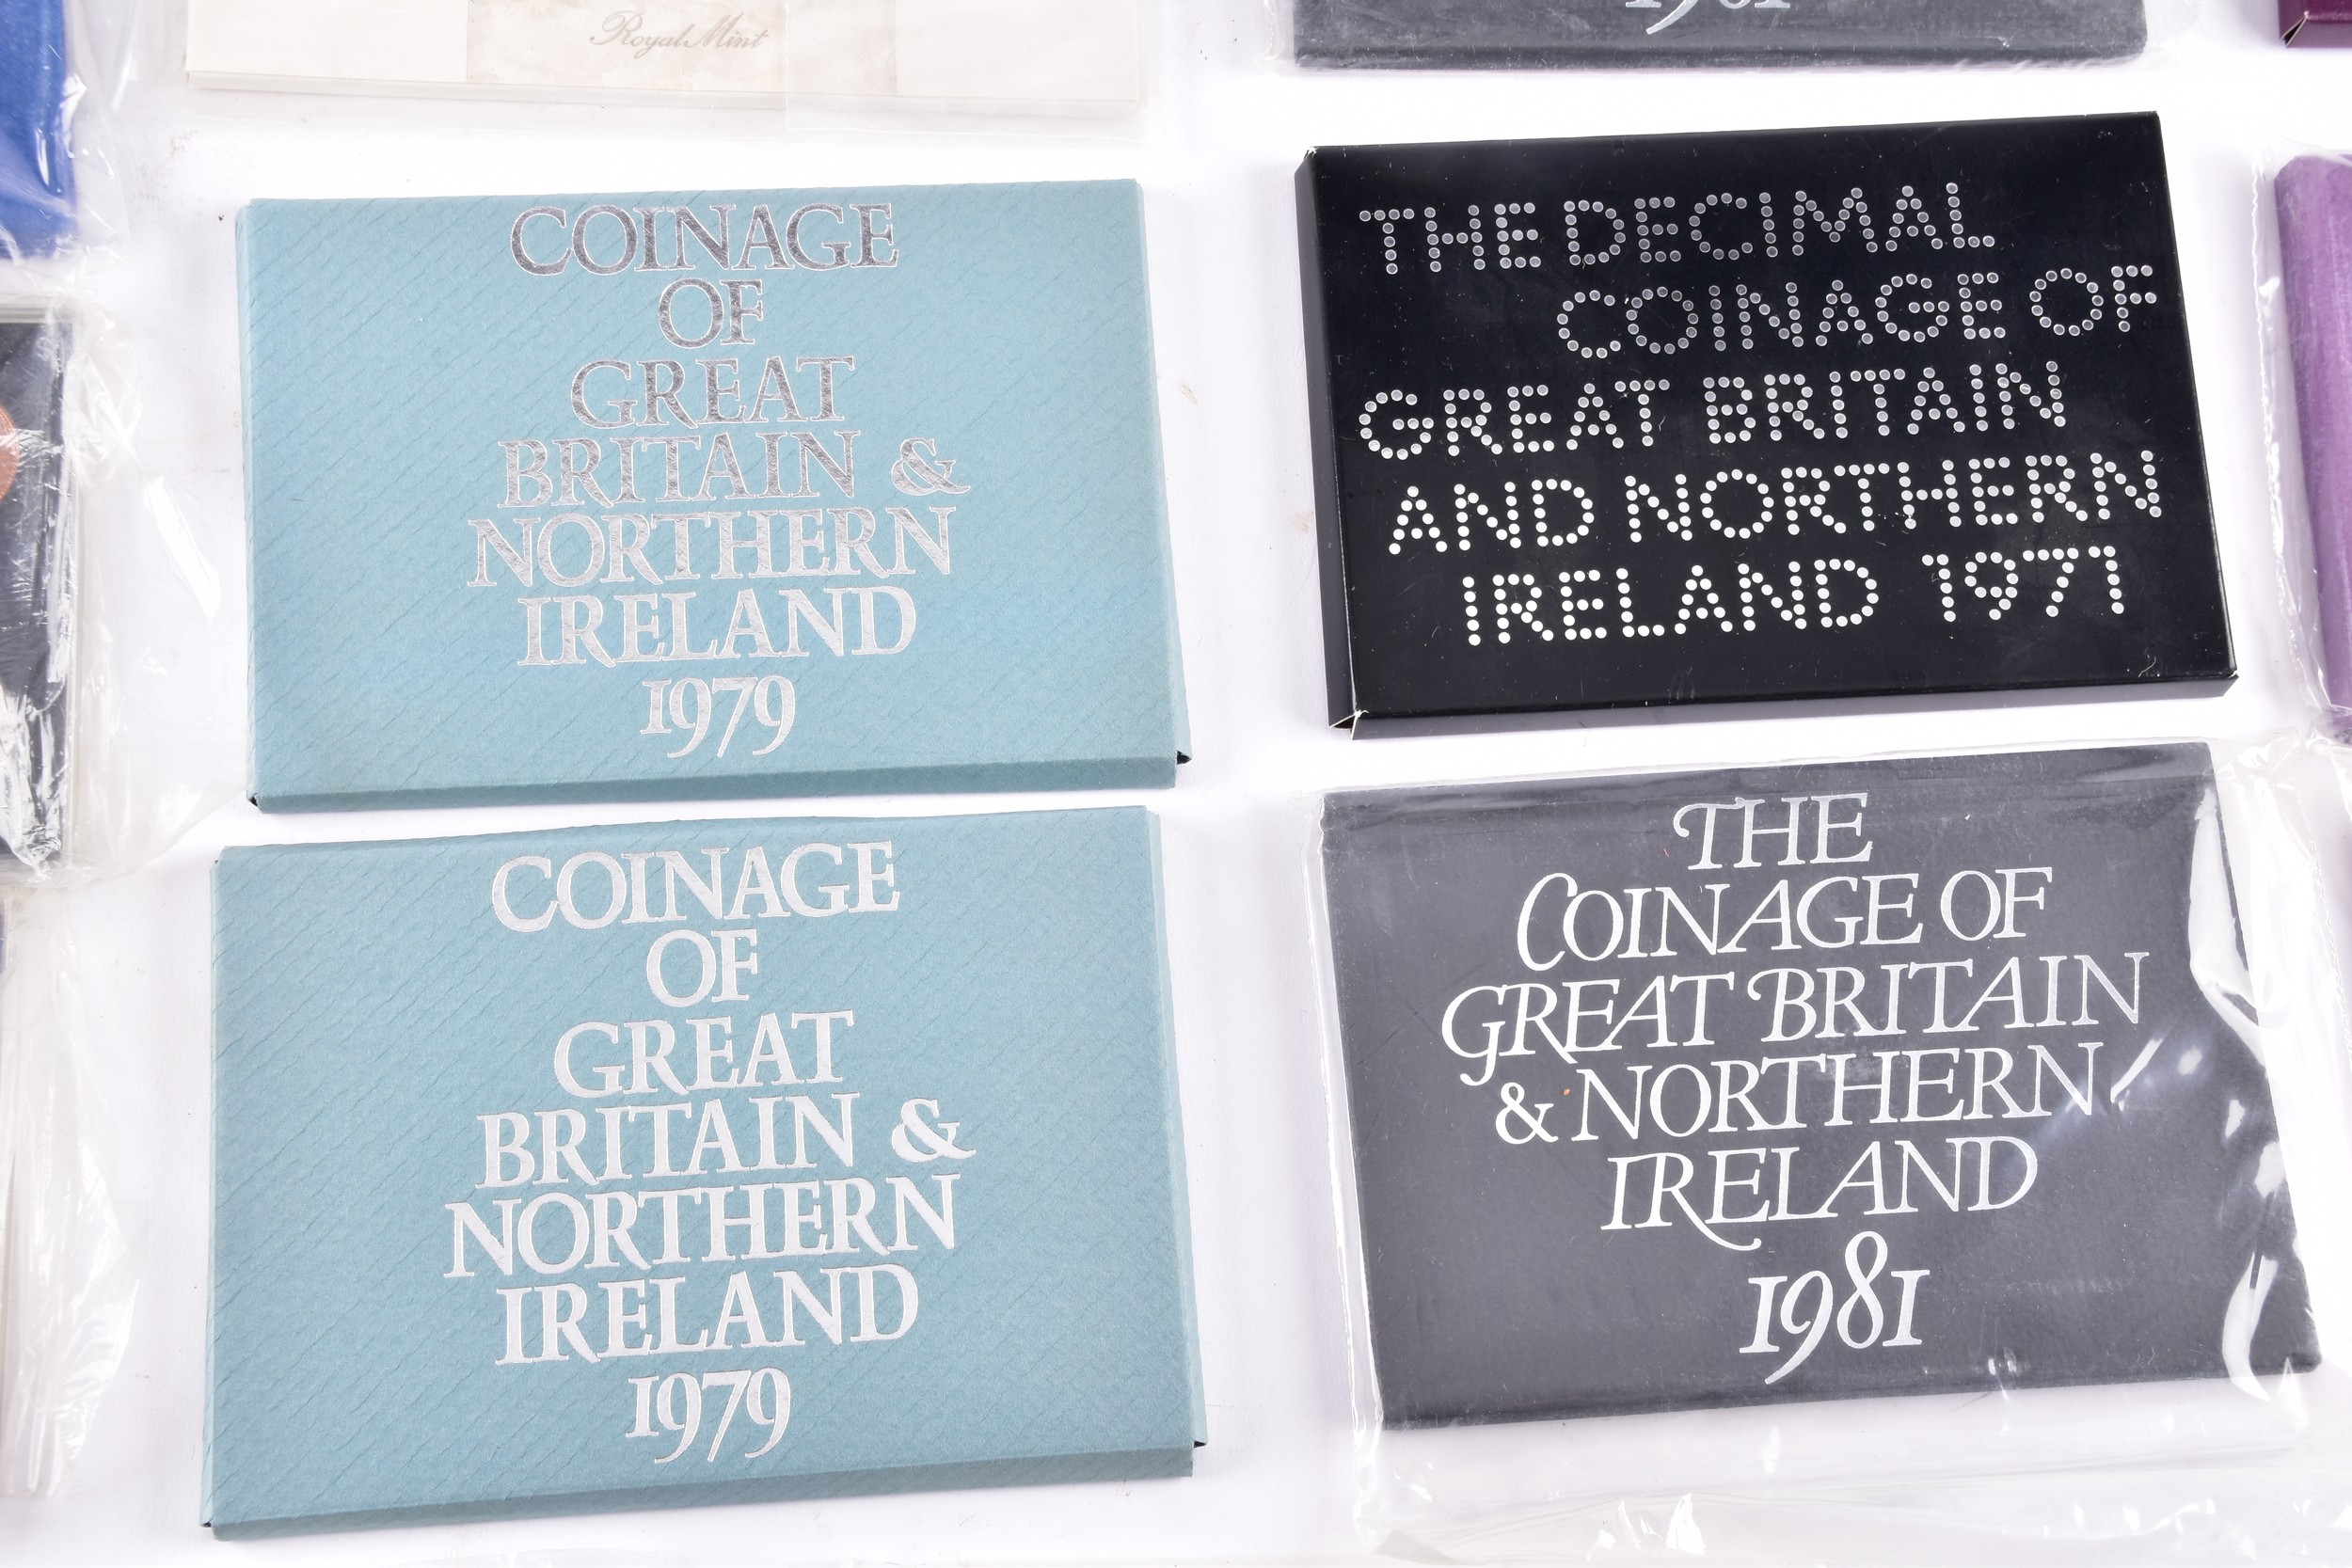 Royal Mint
1981
COINAGE
OF
GREAT
BRITAIN &
NORTHERN
IRELAND
1979
THE DECIMAL
COINAGE OF
GREAT BRITAIN
AND NORTHERN
IRELAND 1971
COINAGE
OF
GREAT
BRITAIN &
NORTHERN
IRELAND
1979
THE
COINAGE OF
GREAT BRITAIN
& NORTHERN
IRELAND
1981